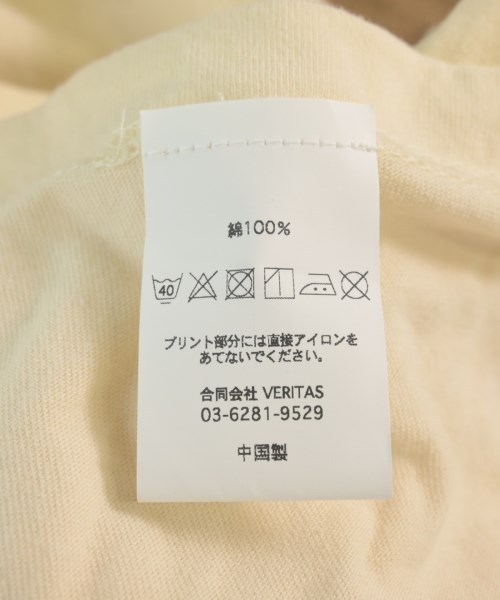 綿100%
40
プリント部分には直接アイロンを
あてないでください。
合同会社 VERITAS
03-6281-9529
中国製